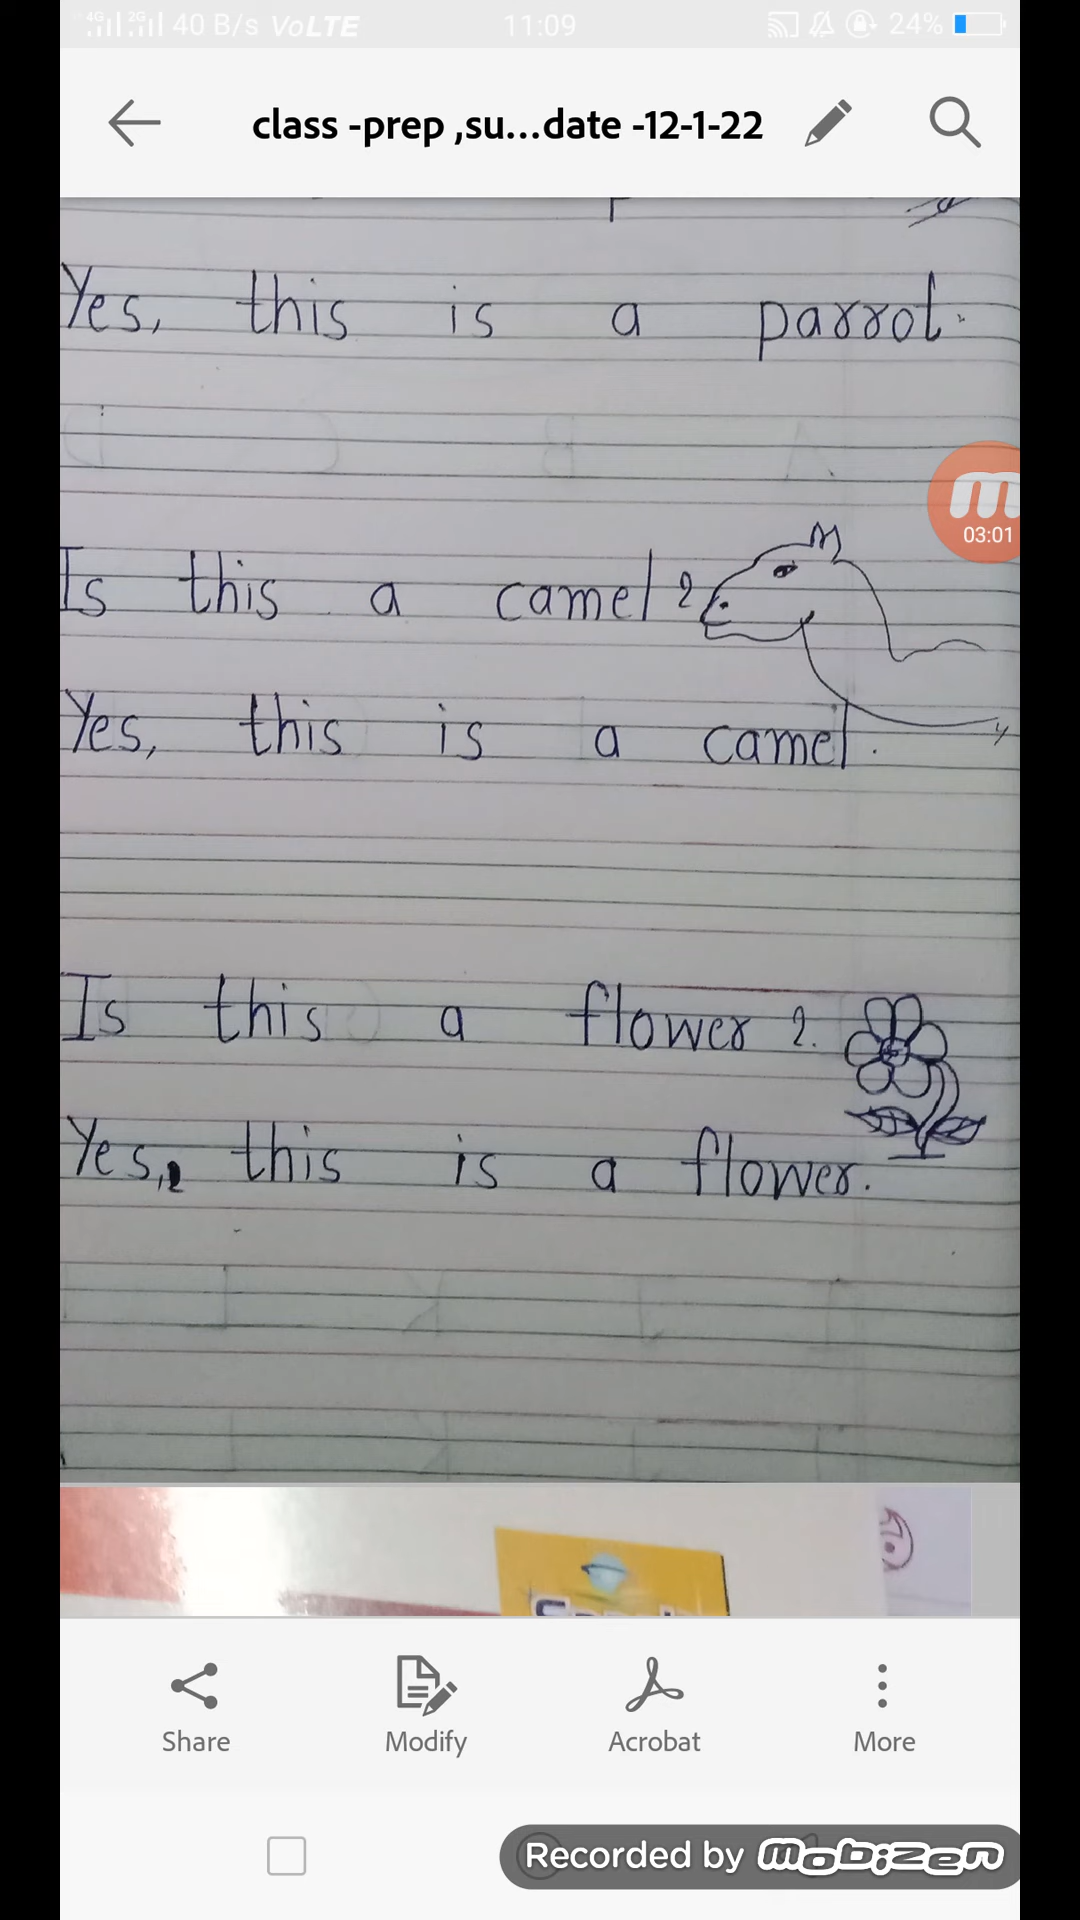 40 B/s VoLTE 11:09 24%
class -prep ,su...date -12-1-22
Yes, this is a parrot.
03:01
Is this a camel?
Yes, this is a camel.
Is this a flower?.
Yes, this is a flower.
Share Modify Acrobat More
Recorded by mobizen